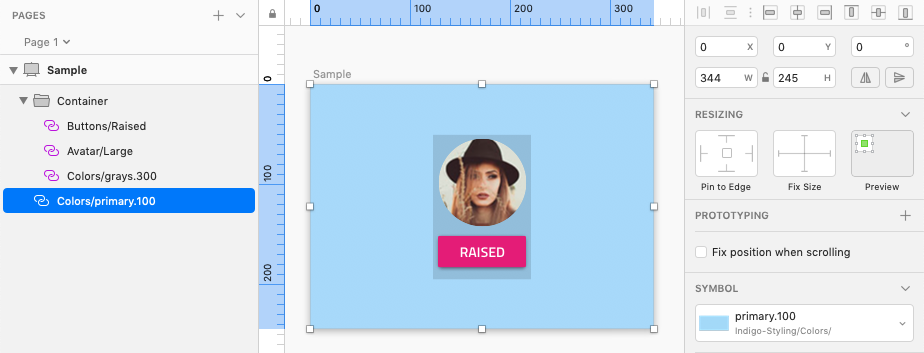 PAGES
Page 1
Sample
Container
Buttons/Raised
Avatar/Large
Colors/grays.300
Colors/primary.100
0 100 200 300
0
100
200
Sample
RAISED
0 X 0 Y 0 °
344 W 245 H
RESIZING
Pin to Edge Fix Size Preview
PROTOTYPING
Fix position when scrolling
SYMBOL
primary.100
Indigo-Styling/Colors/